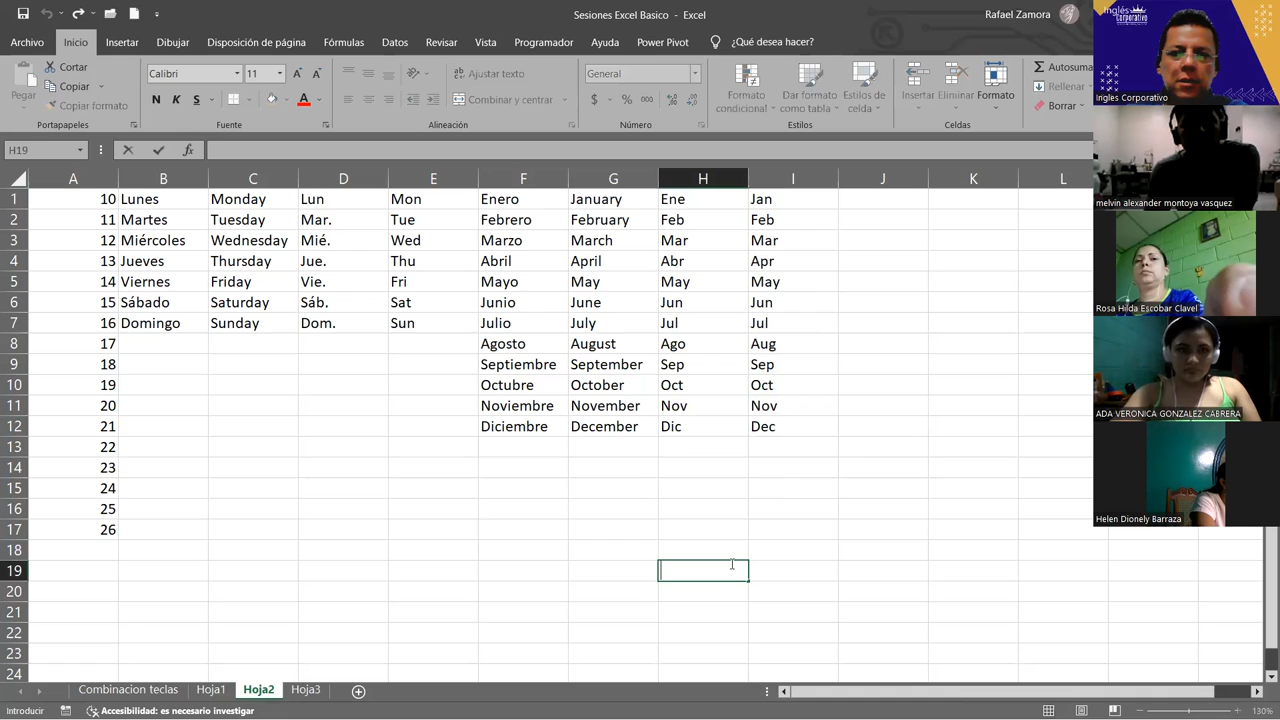 Sesiones Excel Basico - Excel
Rafael Zamora
Archivo Inicio Insertar Dibujar Disposición de página Fórmulas Datos Revisar Vista Programador Ayuda Power Pivot ¿Qué desea hacer?
Pegar
Cortar
Copiar
Copiar formato
Portapapeles
Calibri 11
N K S
Fuente
Ajustar texto
Combinar y centrar
Alineación
General
$ % 000
Número
Formato condicional
Dar formato como tabla
Estilos de celda
Estilos
Insertar Eliminar Formato
Celdas
Autosuma
Rellenar
Borrar
H19 fx
A B C D E F G H I J K L
1 10 Lunes Monday Lun Mon Enero January Ene Jan
2 11 Martes Tuesday Mar. Tue Febrero February Feb Feb
3 12 Miércoles Wednesday Mié. Wed Marzo March Mar Mar
4 13 Jueves Thursday Jue. Thu Abril April Abr Apr
5 14 Viernes Friday Vie. Fri Mayo May May May
6 15 Sábado Saturday Sáb. Sat Junio June Jun Jun
7 16 Domingo Sunday Dom. Sun Julio July Jul Jul
8 17 Agosto August Ago Aug
9 18 Septiembre September Sep Sep
10 19 Octubre October Oct Oct
11 20 Noviembre November Nov Nov
12 21 Diciembre December Dic Dec
13 22
14 23
15 24
16 25
17 26
18
19
20
21
22
23
24
Combinacion teclas Hoja1 Hoja2 Hoja3
Introducir Accesibilidad: es necesario investigar 130%
Inglés
Corporativo
Ingles Corporativo
melvin alexander montoya vasquez
Rosa Hilda Escobar Clavel
ADA VERONICA GONZALEZ CABRERA
Helen Dionely Barraza